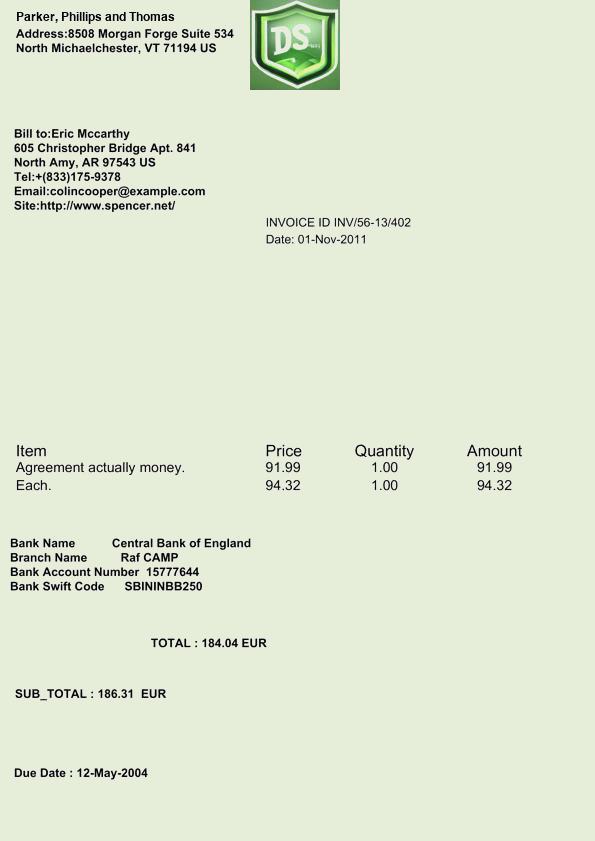 Parker, Phillips and Thomas
Address:8508 Morgan Forge Suite 534
North Michaelchester, VT 71194 US
DS
Bill to:Eric Mccarthy
605 Christopher Bridge Apt. 841
North Amy, AR 97543 US
Tel:+(833)175-9378
Email:colincooper@example.com
Site:http://www.spencer.net/
INVOICE ID INV/56-13/402
Date: 01-Nov-2011
Item Price Quantity Amount
Agreement actually money. 91.99 1.00 91.99
Each. 94.32 1.00 94.32
Bank Name Central Bank of England
Branch Name Raf CAMP
Bank Account Number 15777644
Bank Swift Code SBININBB250
TOTAL : 184.04 EUR
SUB_TOTAL : 186.31 EUR
Due Date : 12-May-2004